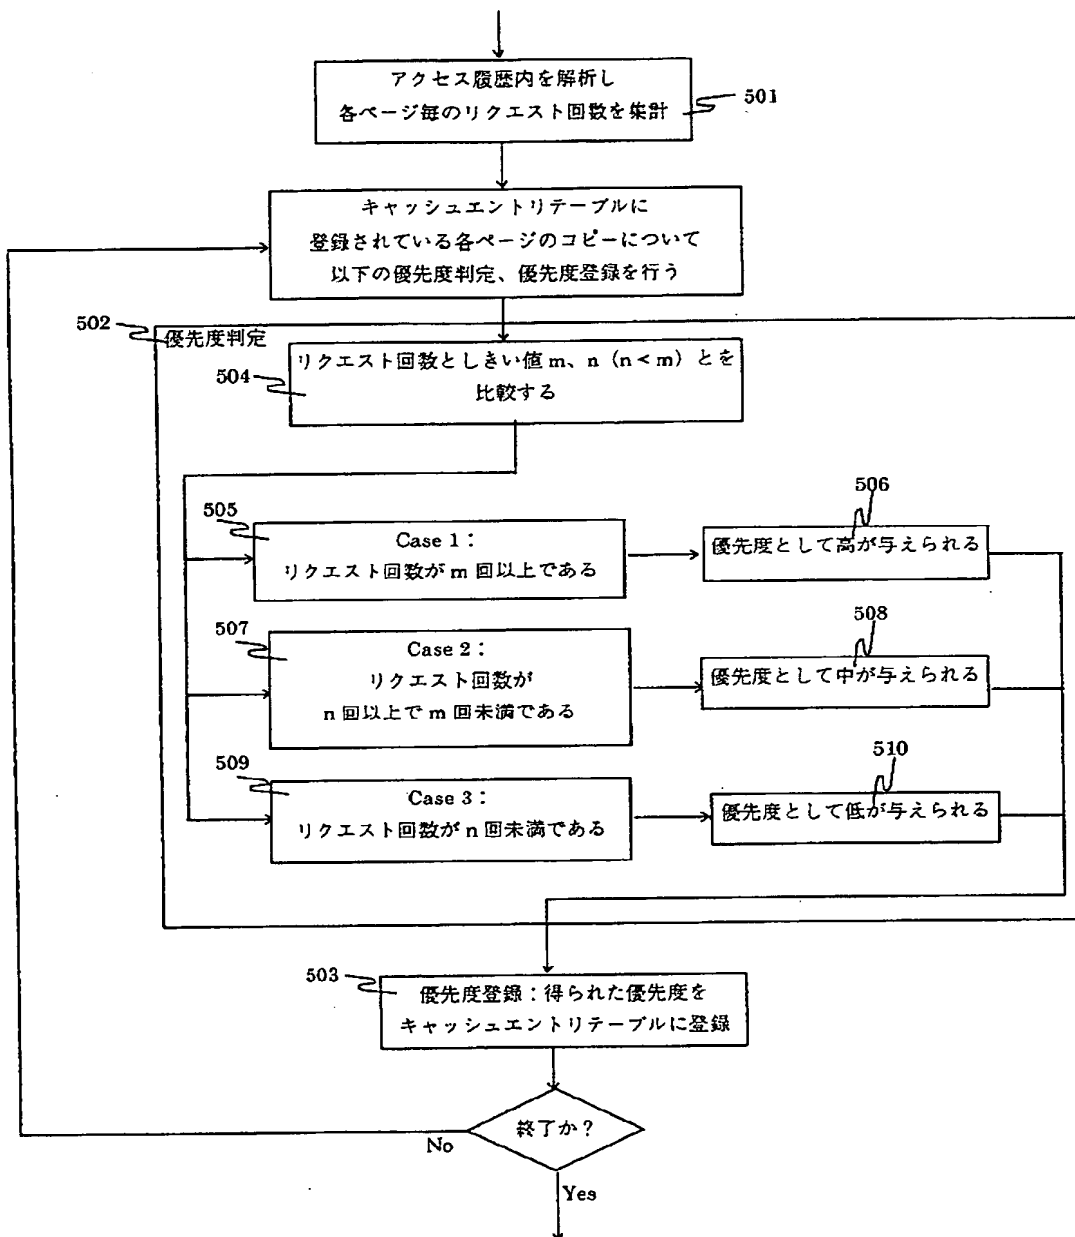 アクセス履歴内を解析し
各ページ毎のリクエスト回数を集計
501
キャッシュエントリテーブルに
登録されている各ページのコピーについて
以下の優先度判定、優先度登録を行う
502
優先度判定
リクエスト回数としきい値 m、n（n < m）とを
比較する
504
505
Case 1：
リクエスト回数が m 回以上である
506
優先度として高が与えられる
507
Case 2：
リクエスト回数が
n 回以上で m 回未満である
508
優先度として中が与えられる
509
Case 3：
リクエスト回数が n 回未満である
510
優先度として低が与えられる
503
優先度登録：得られた優先度を
キャッシュエントリテーブルに登録
終了か？
No
Yes